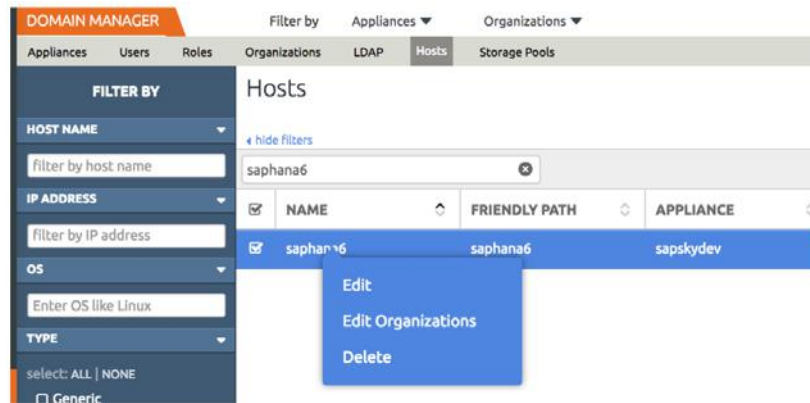 DOMAIN MANAGER
Filter by Appliances Organizations
Appliances Users Roles Organizations LDAP Hosts Storage Pools
FILTER BY
HOST NAME
filter by host name
IP ADDRESS
filter by IP address
OS
Enter OS like Linux
TYPE
select: ALL | NONE
Generic
Hosts
hide filters
saphana6
NAME FRIENDLY PATH APPLIANCE
saphana6 saphana6 sapskydev
Edit
Edit Organizations
Delete